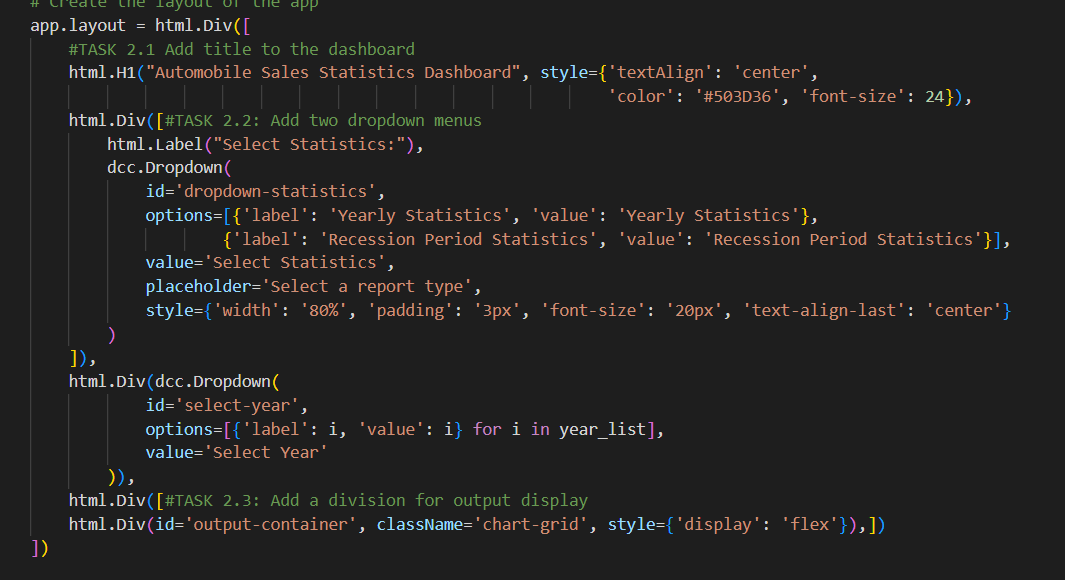 # Create the layout of the app
app.layout = html.Div([
    #TASK 2.1 Add title to the dashboard
    html.H1("Automobile Sales Statistics Dashboard", style={'textAlign': 'center',
                                                            'color': '#503D36', 'font-size': 24}),
    html.Div([#TASK 2.2: Add two dropdown menus
        html.Label("Select Statistics:"),
        dcc.Dropdown(
            id='dropdown-statistics',
            options=[{'label': 'Yearly Statistics', 'value': 'Yearly Statistics'},
                    {'label': 'Recession Period Statistics', 'value': 'Recession Period Statistics'}],
            value='Select Statistics',
            placeholder='Select a report type',
            style={'width': '80%', 'padding': '3px', 'font-size': '20px', 'text-align-last': 'center'}
        )
    ]),
    html.Div(dcc.Dropdown(
            id='select-year',
            options=[{'label': i, 'value': i} for i in year_list],
            value='Select Year'
        )),
    html.Div([#TASK 2.3: Add a division for output display
    html.Div(id='output-container', className='chart-grid', style={'display': 'flex'}),])
])